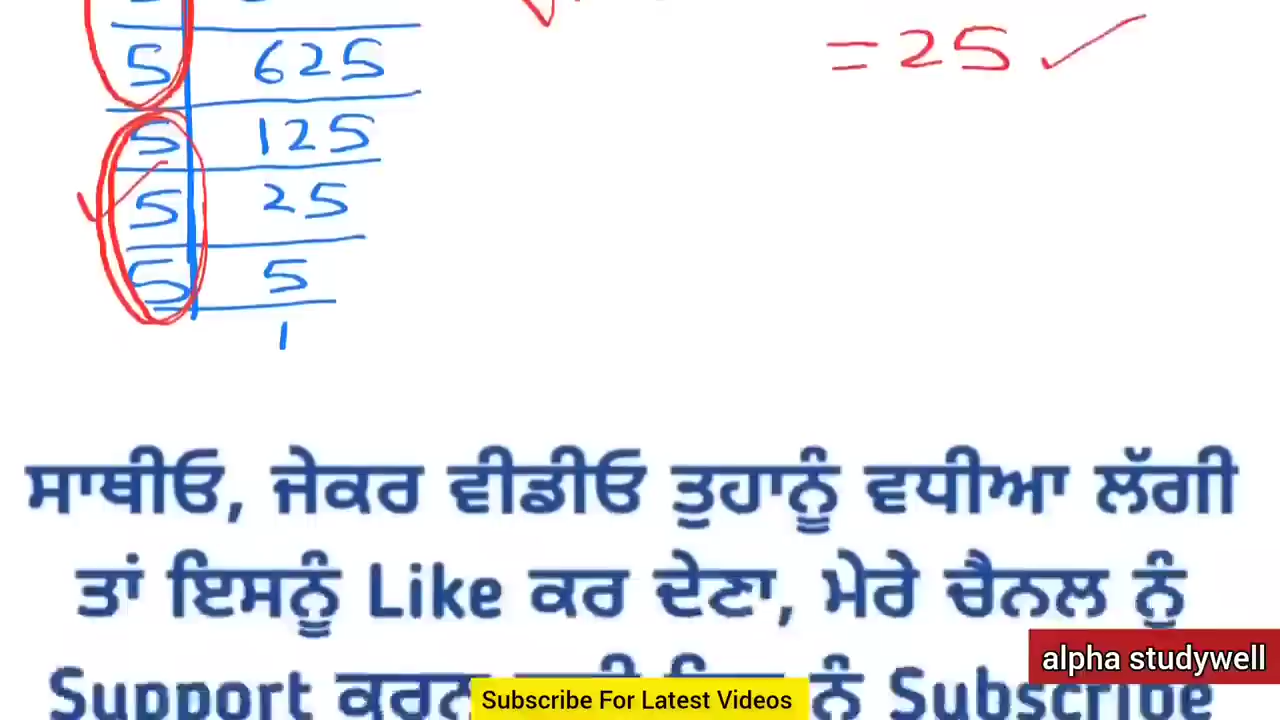 5 625
= 25 ✓
5 125
5 25
5 5
1
ਸਾਥੀਓ, ਜੇਕਰ ਵੀਡੀਓ ਤੁਹਾਨੂੰ ਵਧੀਆ ਲੱਗੀ
ਤਾਂ ਇਸਨੂੰ Like ਕਰ ਦੇਣਾ, ਮੇਰੇ ਚੈਨਲ ਨੂੰ
alpha studywell
Support ਕਰਨ ਨੂੰ Subscribe
Subscribe For Latest Videos